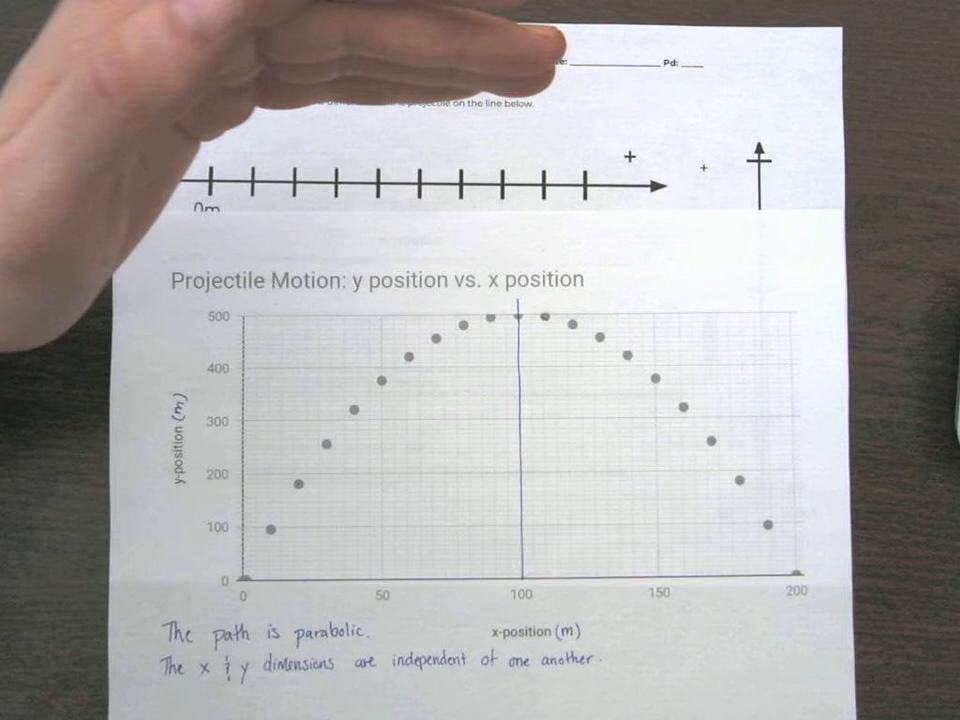 Pd:
on the line below.
+
+
0m
Projectile Motion: y position vs. x position
500
400
300
200
100
0
y-position (m)
0 50 100 150 200
x-position (m)
The path is parabolic.
The x & y dimensions are independent of one another.